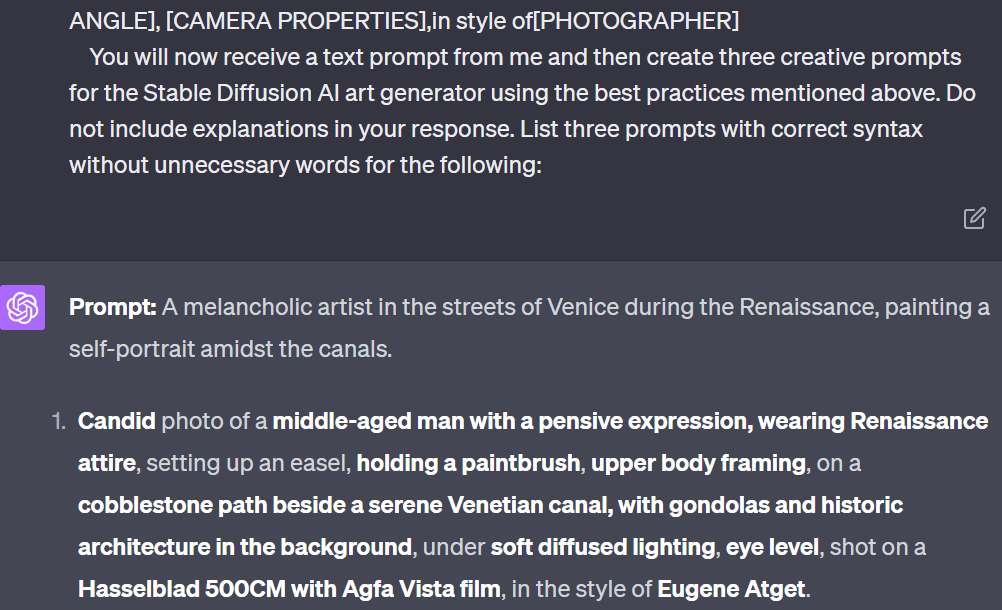 ANGLE], [CAMERA PROPERTIES],in style of[PHOTOGRAPHER]
You will now receive a text prompt from me and then create three creative prompts
for the Stable Diffusion AI art generator using the best practices mentioned above. Do
not include explanations in your response. List three prompts with correct syntax
without unnecessary words for the following:
Prompt: A melancholic artist in the streets of Venice during the Renaissance, painting a
self-portrait amidst the canals.
1. Candid photo of a middle-aged man with a pensive expression, wearing Renaissance
attire, setting up an easel, holding a paintbrush, upper body framing, on a
cobblestone path beside a serene Venetian canal, with gondolas and historic
architecture in the background, under soft diffused lighting, eye level, shot on a
Hasselblad 500CM with Agfa Vista film, in the style of Eugene Atget.